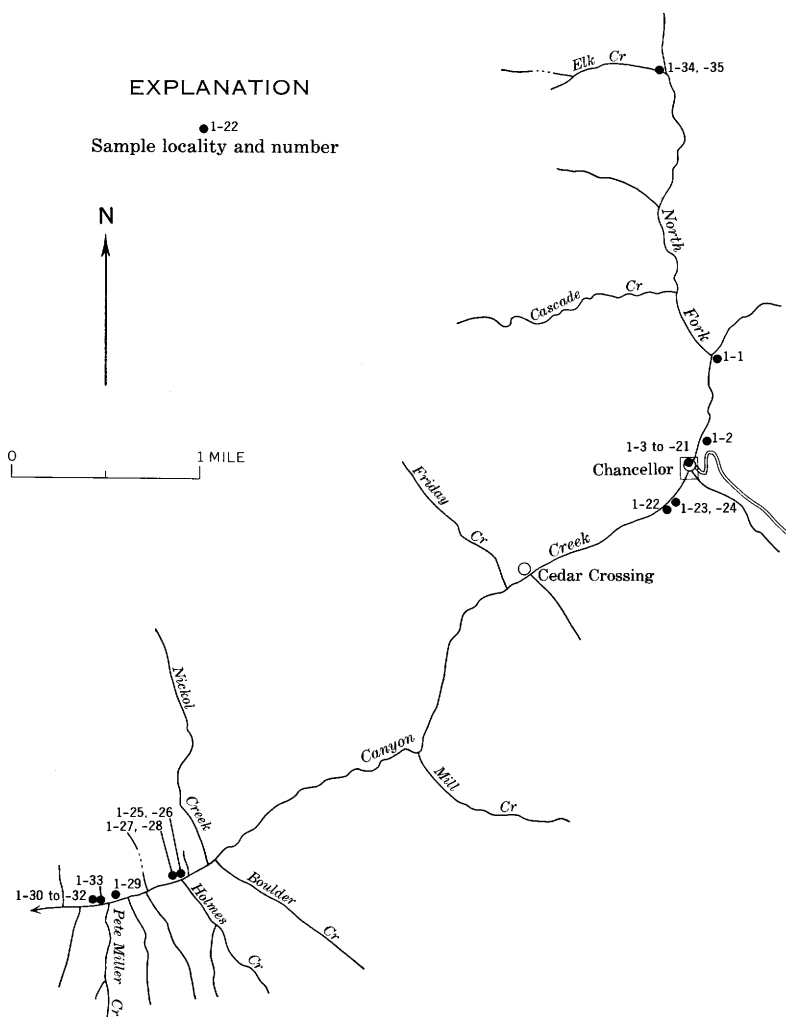 EXPLANATION
1-22
Sample locality and number
N
0 1 MILE
Elk Cr
1-34, -35
North
Fork
Cascade Cr
1-1
1-2
1-3 to -21
Chancellor
1-22
1-23, -24
Friday Cr
Creek
Cedar Crossing
Nickol
Creek
Canyon
Mill Cr
1-25, -26
1-27, -28
1-33
1-29
1-30 to -32
Boulder Cr
Holmes Cr
Pete Miller Cr